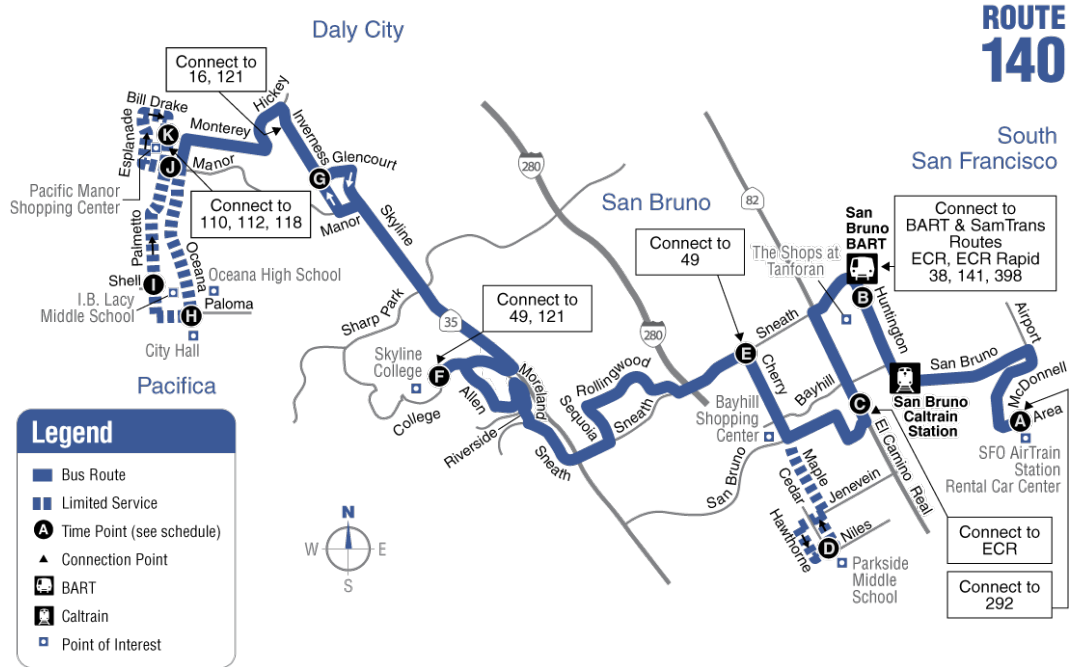 ROUTE
140
Daly City
Connect to
16, 121
Hickey
Bill Drake
Esplanade
K
Monterey
Inverness
Glencourt
J
Manor
G
Manor
Pacific Manor
Shopping Center
Connect to
110, 112, 118
Skyline
Palmetto
Oceana
Shell
I
Oceana High School
I.B. Lacy
Middle School
H
Paloma
City Hall
Pacifica
Sharp Park
35
Connect to
49, 121
Skyline
College
F
Allen
College
Moreland
Riverside
Sneath
Sequoia
Rollingwood
Sneath
280
280
San Bruno
82
South
San Francisco
Connect to
49
The Shops at
Tanforan
San
Bruno
BART
Connect to
BART & SamTrans
Routes
ECR, ECR Rapid
38, 141, 398
B
Huntington
Sneath
E
Cherry
Bayhill
Bayhill
Shopping
Center
C
San Bruno
Caltrain
Station
San Bruno
Airport
McDonnell
A
Area
SFO AirTrain
Station
Rental Car Center
El Camino Real
San Bruno
Maple
Cedar
Jenevein
Hawthorne
D
Niles
Parkside
Middle
School
Connect to
ECR
Connect to
292
N
W
E
S
Legend
Bus Route
Limited Service
A
Time Point (see schedule)
Connection Point
BART
Caltrain
Point of Interest